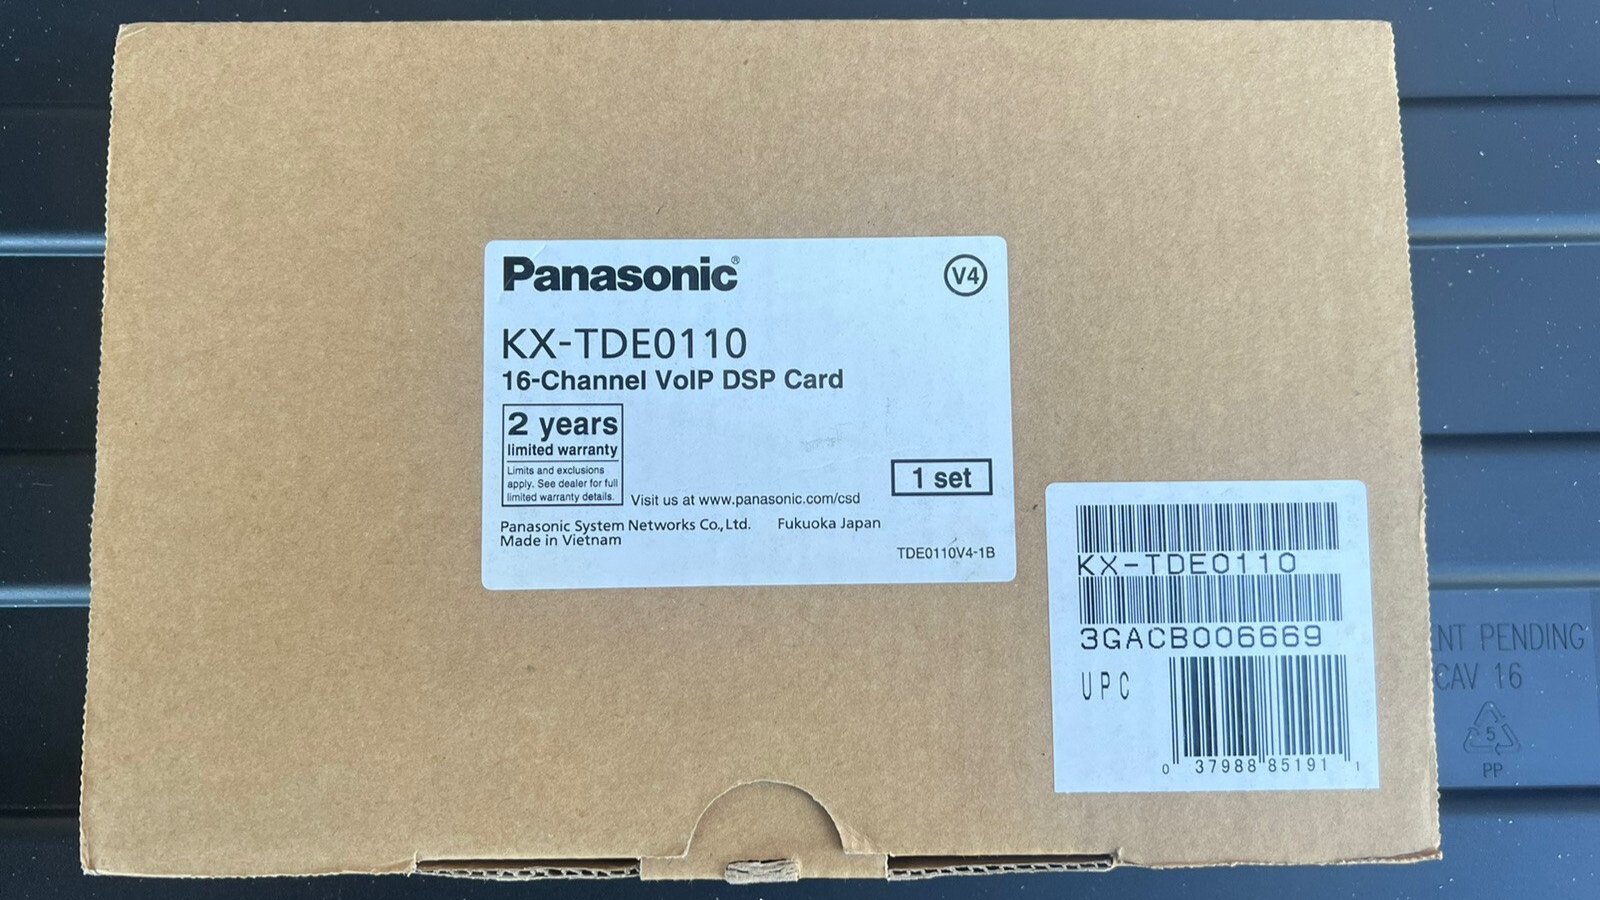 Panasonic®
V4
KX-TDE0110
16-Channel VoIP DSP Card
2 years
limited warranty
Limits and exclusions
apply. See dealer for full
limited warranty details.
Visit us at www.panasonic.com/csd
1 set
Panasonic System Networks Co.,Ltd. Fukuoka Japan
Made in Vietnam
TDE0110V4-1B
KX-TDE0110
3GACB006669
UPC
0 37988 85191 1
NT PENDING
CAV 16
5
PP